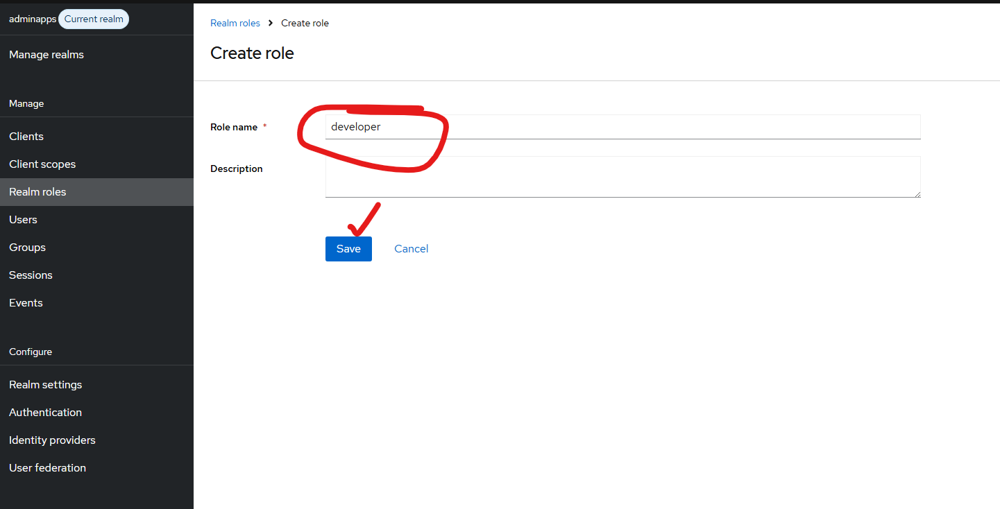 adminapps Current realm
Manage realms
Manage
Clients
Client scopes
Realm roles
Users
Groups
Sessions
Events
Configure
Realm settings
Authentication
Identity providers
User federation
Realm roles > Create role
Create role
Role name *
developer
Description
Save
Cancel